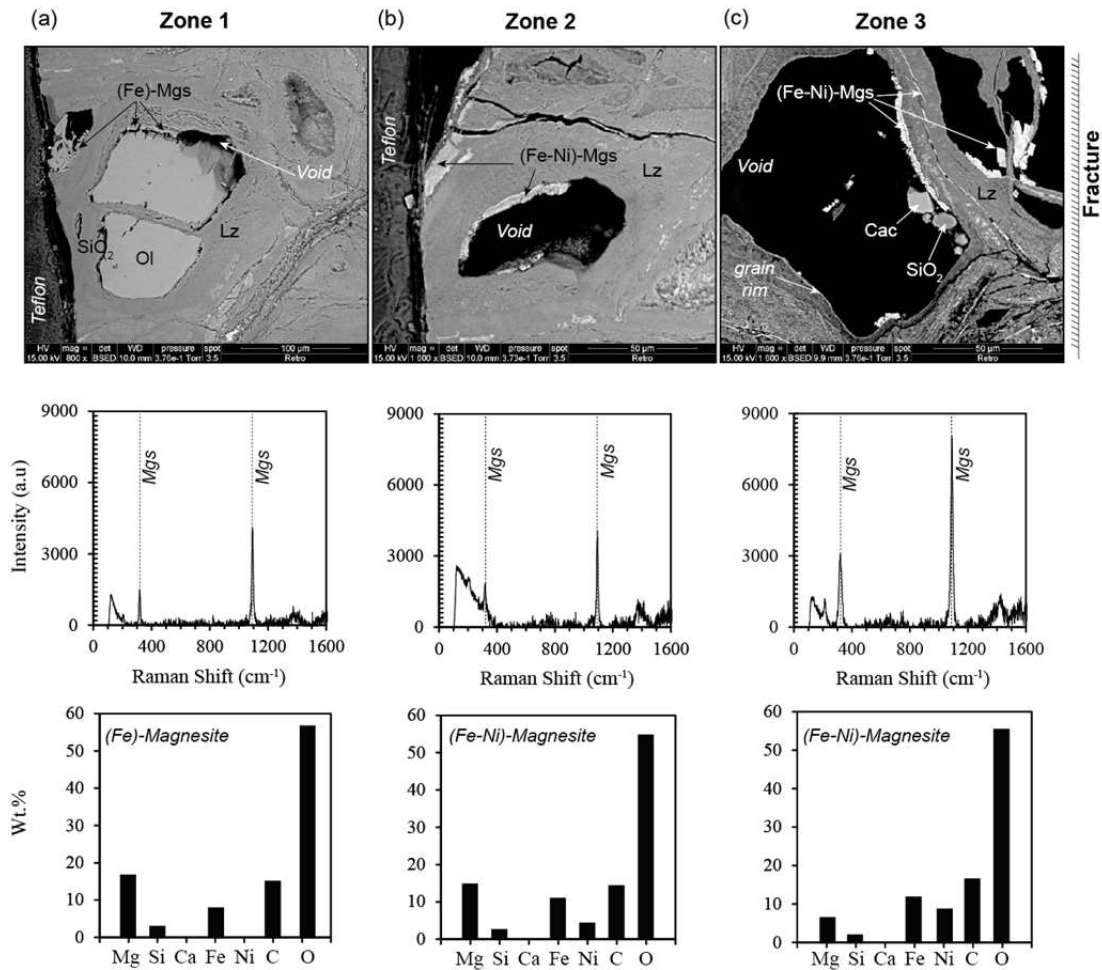 (a) Zone 1
(b) Zone 2
(c) Zone 3
(Fe)-Mgs
Void
SiO₂
Ol
Lz
Teflon
HV mag det WD pressure spot 100 µm
15.00 kV 800 x BSED 10.0 mm 3.76e-1 Torr 3.5 Retro
Teflon
(Fe-Ni)-Mgs
Lz
Void
HV mag det WD pressure spot 50 µm
15.00 kV 1 000 x BSED 10.0 mm 3.73e-1 Torr 3.5 Retro
(Fe-Ni)-Mgs
Void
Lz
Cac
SiO₂
grain
rim
Fracture
HV mag det WD pressure spot 50 µm
15.00 kV 1 000 x BSED 9.9 mm 3.76e-1 Torr 3.5 Retro
Intensity (a.u)
9000
6000
3000
0
Mgs
Mgs
0 400 800 1200 1600
Raman Shift (cm⁻¹)
9000
6000
3000
0
Mgs
Mgs
0 400 800 1200 1600
Raman Shift (cm⁻¹)
9000
6000
3000
0
Mgs
Mgs
0 400 800 1200 1600
Raman Shift (cm⁻¹)
Wt.%
60
50
40
30
20
10
0
(Fe)-Magnesite
Mg Si Ca Fe Ni C O
60
50
40
30
20
10
0
(Fe-Ni)-Magnesite
Mg Si Ca Fe Ni C O
60
50
40
30
20
10
0
(Fe-Ni)-Magnesite
Mg Si Ca Fe Ni C O